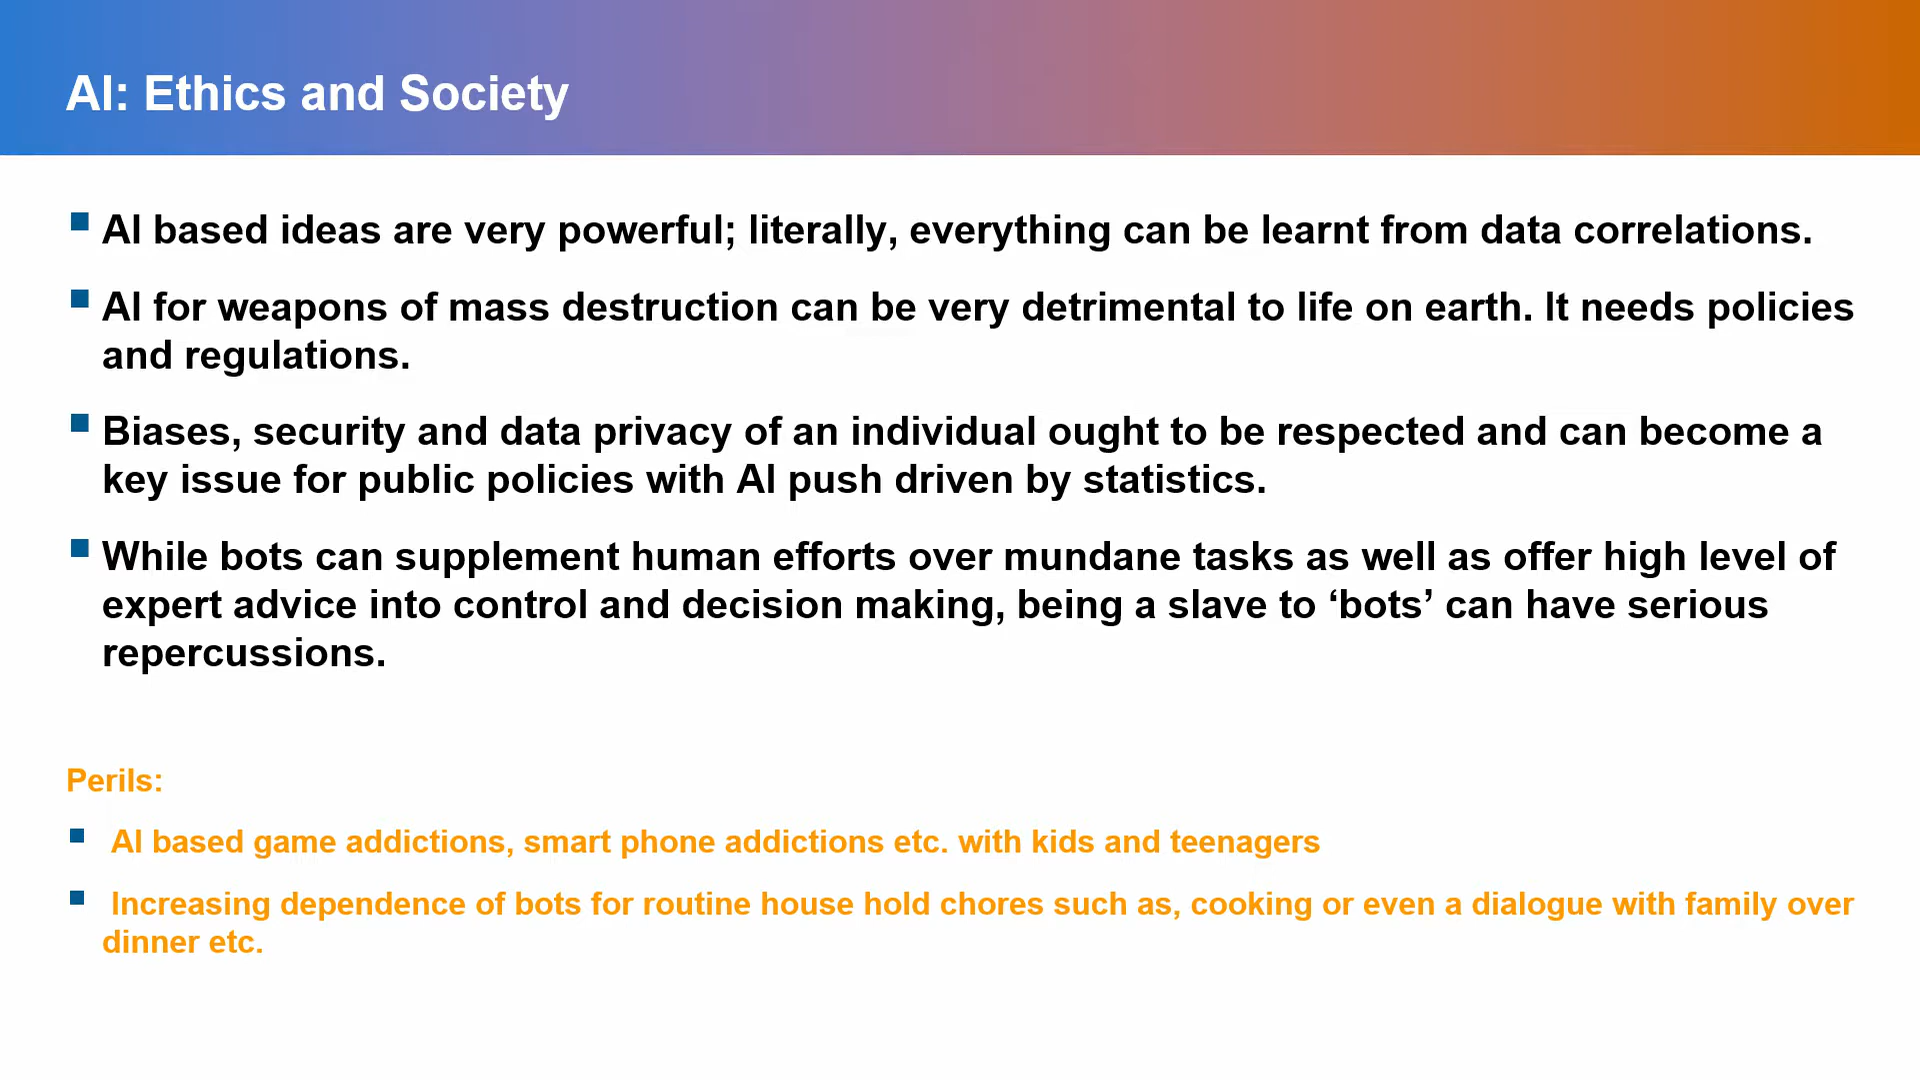 AI: Ethics and Society
AI based ideas are very powerful; literally, everything can be learnt from data correlations.
AI for weapons of mass destruction can be very detrimental to life on earth. It needs policies
and regulations.
Biases, security and data privacy of an individual ought to be respected and can become a
key issue for public policies with AI push driven by statistics.
While bots can supplement human efforts over mundane tasks as well as offer high level of
expert advice into control and decision making, being a slave to ‘bots’ can have serious
repercussions.
Perils:
AI based game addictions, smart phone addictions etc. with kids and teenagers
Increasing dependence of bots for routine house hold chores such as, cooking or even a dialogue with family over
dinner etc.